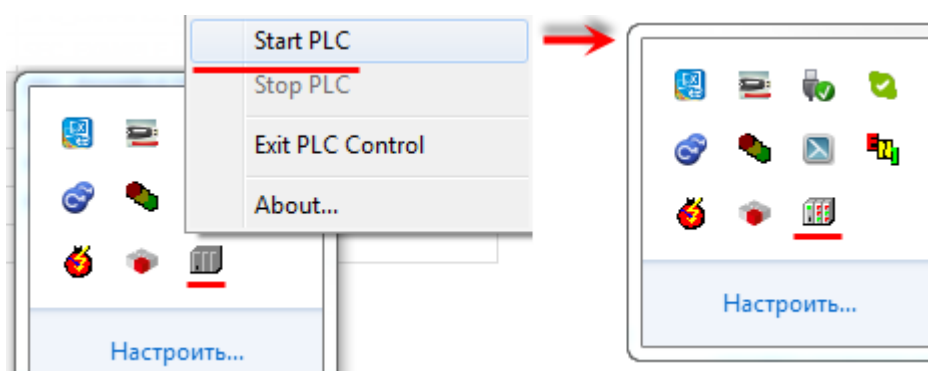 Start PLC
Stop PLC
Exit PLC Control
About...
Настроить...
Настроить...